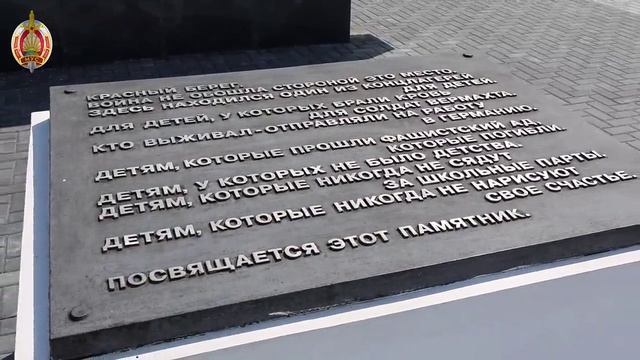 КРАСНЫЙ БЕРЕГ.
ВОЙНА НЕ ОБОШЛА СТОРОНОЙ ЭТО МЕСТО.
ЗДЕСЬ НАХОДИЛСЯ ОДИН ИЗ КОНЦЛАГЕРЕЙ
ДЛЯ ДЕТЕЙ.
ДЛЯ ДЕТЕЙ, У КОТОРЫХ БРАЛИ КРОВЬ
ДЛЯ СОЛДАТ ВЕРМАХТА.
КТО ВЫЖИВАЛ-ОТПРАВЛЯЛИ НА РАБОТУ
В ГЕРМАНИЮ.
ДЕТЯМ, КОТОРЫЕ ПРОШЛИ ФАШИСТСКИЙ АД,
КОТОРЫЕ ПОГИБЛИ.
ДЕТЯМ, У КОТОРЫХ НЕ БЫЛО ДЕТСТВА.
ДЕТЯМ, КОТОРЫЕ НИКОГДА НЕ СЯДУТ
ЗА ШКОЛЬНЫЕ ПАРТЫ.
ДЕТЯМ, КОТОРЫЕ НИКОГДА НЕ НАРИСУЮТ
СВОЕ СЧАСТЬЕ.
ПОСВЯЩАЕТСЯ ЭТОТ ПАМЯТНИК.
МУС